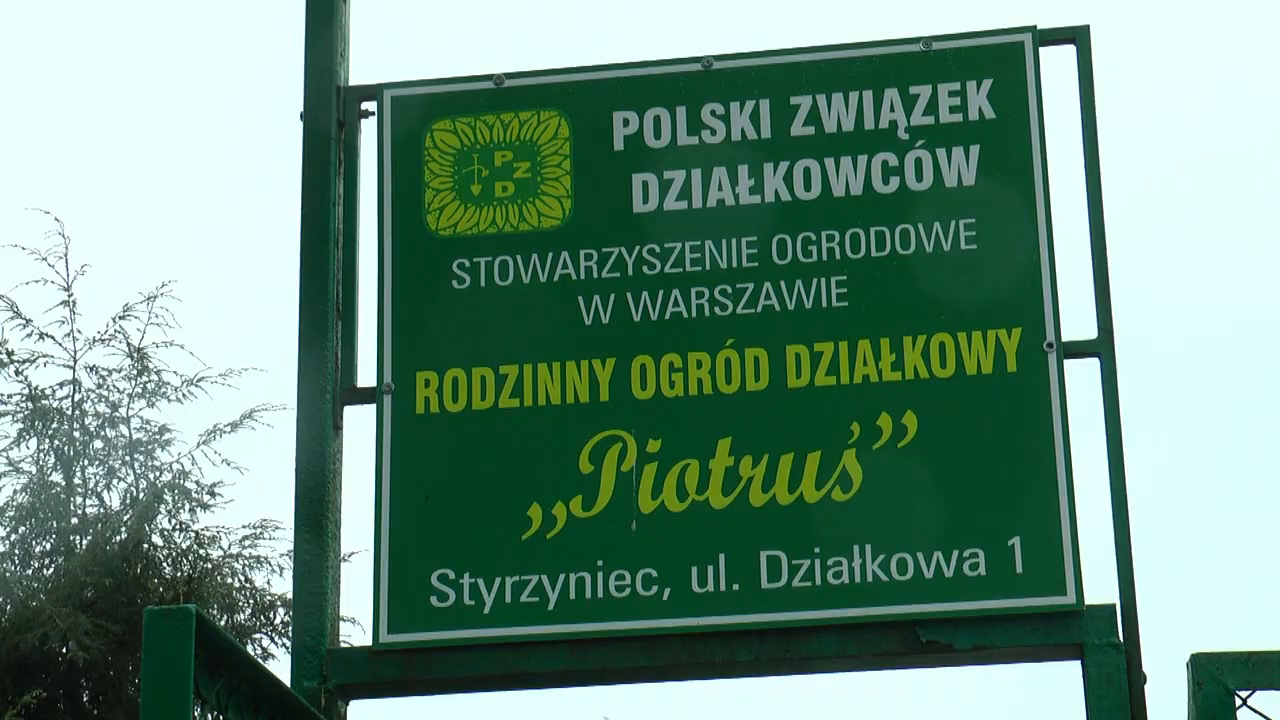 PZD
POLSKI ZWIĄZEK
DZIAŁKOWCÓW
STOWARZYSZENIE OGRODOWE
W WARSZAWIE
RODZINNY OGRÓD DZIAŁKOWY
„Piotruś”
Styrzyniec, ul. Działkowa 1